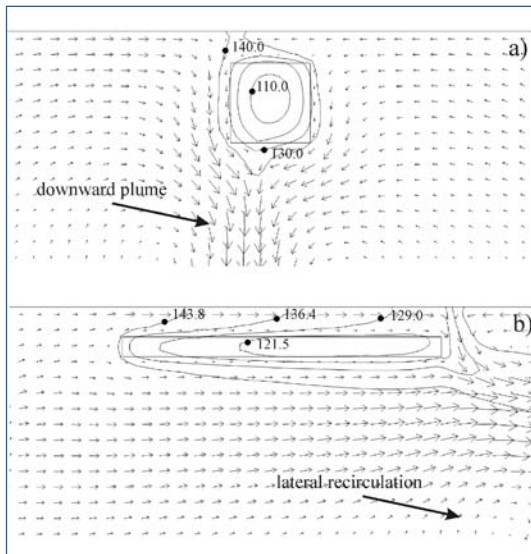 140.0
a)
110.0
130.0
downward plume
143.8
136.4
129.0
b)
121.5
lateral recirculation